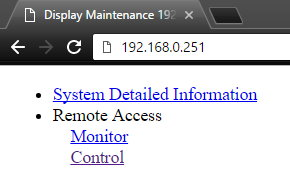 Display Maintenance 192
192.168.0.251
System Detailed Information
Remote Access
Monitor
Control